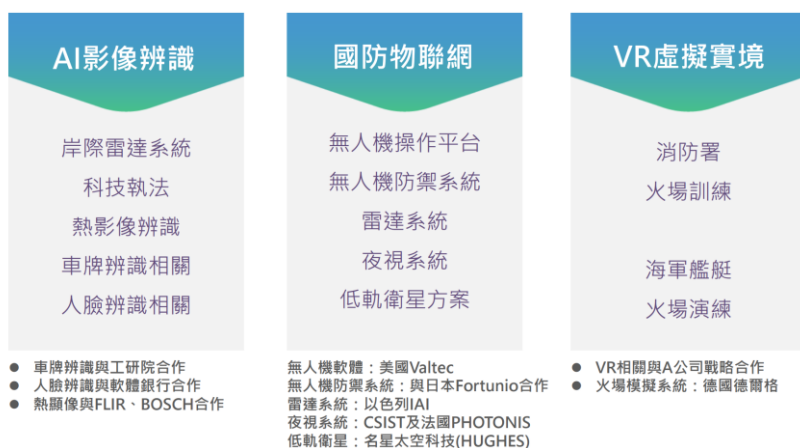 AI影像辨識
岸際雷達系統
科技執法
熱影像辨識
車牌辨識相關
人臉辨識相關
● 車牌辨識與工研院合作
● 人臉辨識與軟體銀行合作
● 熱顯像與FLIR、BOSCH合作
國防物聯網
無人機操作平台
無人機防禦系統
雷達系統
夜視系統
低軌衛星方案
無人機軟體：美國Valtec
無人機防禦系統：與日本Fortunio合作
雷達系統：以色列IAI
夜視系統：CSIST及法國PHOTONIS
低軌衛星：名星太空科技(HUGHES)
VR虛擬實境
消防署
火場訓練
海軍艦艇
火場演練
● VR相關與A公司戰略合作
● 火場模擬系統：德國德爾格